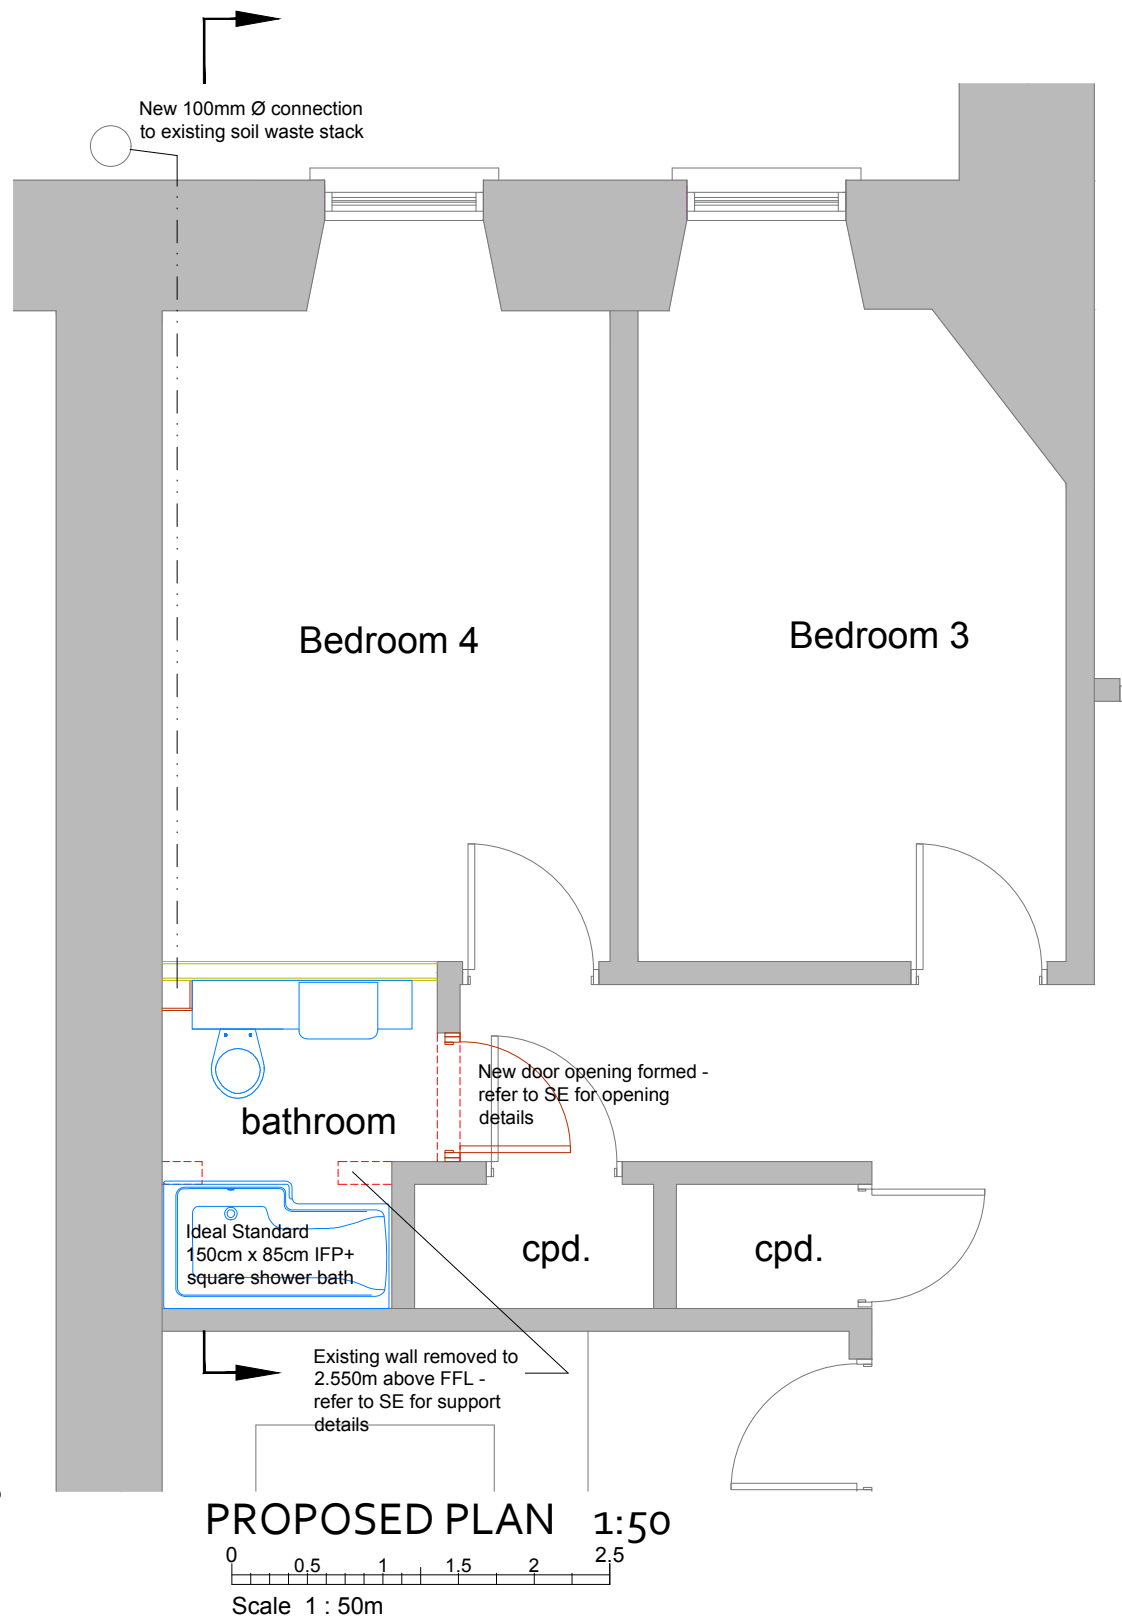 New 100mm Ø connection
to existing soil waste stack
Bedroom 4
Bedroom 3
New door opening formed -
refer to SE for opening
details
bathroom
Ideal Standard
150cm x 85cm IFP+
square shower bath
cpd.
cpd.
Existing wall removed to
2.550m above FFL -
refer to SE for support
details
PROPOSED PLAN 1:50
0 0.5 1 1.5 2 2.5
Scale 1 : 50m